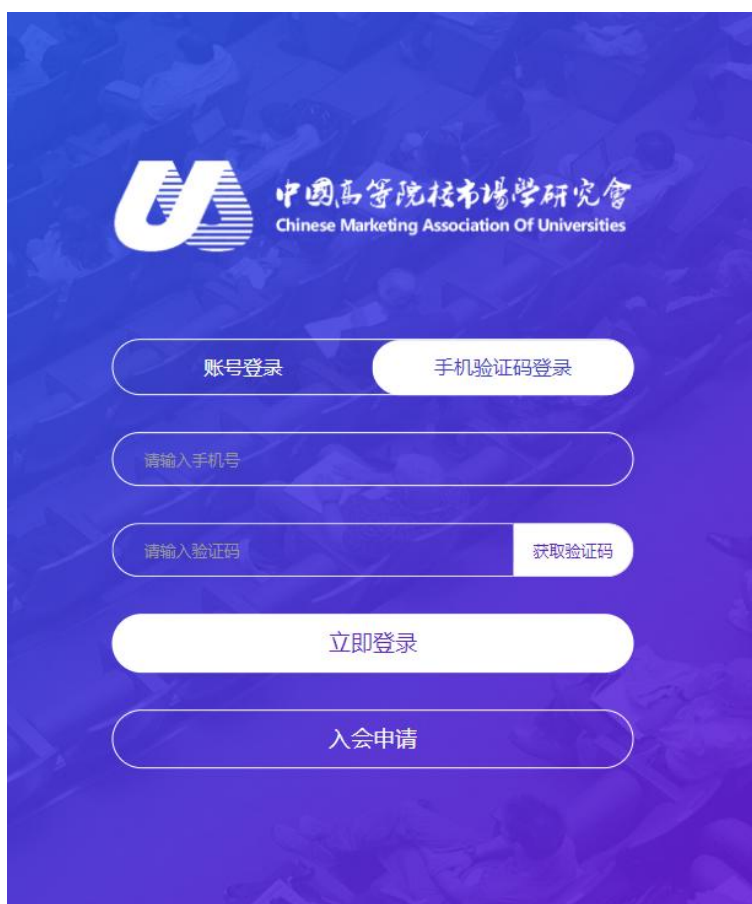 中國高等院校市場学研究會
Chinese Marketing Association Of Universities
账号登录 手机验证码登录
请输入手机号
请输入验证码 获取验证码
立即登录
入会申请